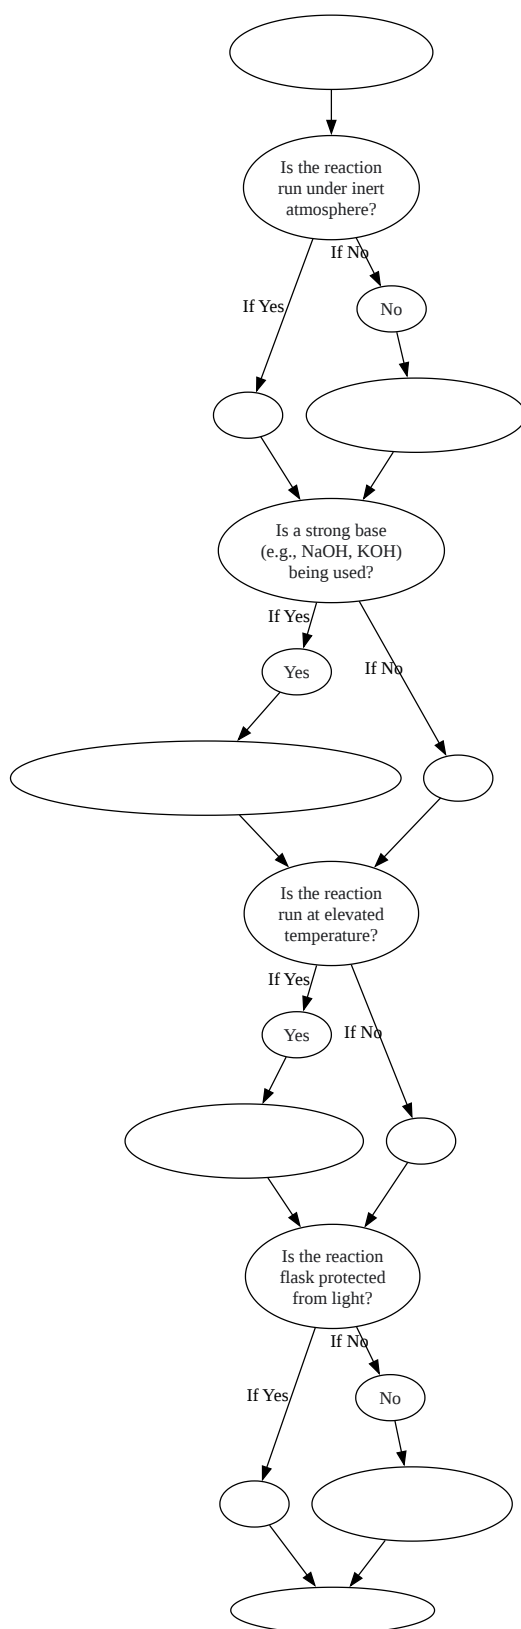 Is the reaction
run under inert
atmosphere?
If No
If Yes
No
Is a strong base
(e.g., NaOH, KOH)
being used?
If Yes
If No
Yes
Is the reaction
run at elevated
temperature?
If Yes
If No
Yes
Is the reaction
flask protected
from light?
If No
If Yes
No